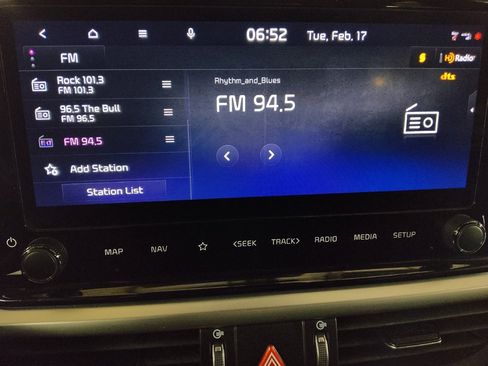 06:52 Tue, Feb, 17
FM
S HD Radio
dts
Rock 101.3
FM 101.3
96.5 The Bull
FM 96.5
FM 94.5
Add Station
Station List
Rhythm_and_Blues
FM 94.5
MAP NAV <SEEK TRACK> RADIO MEDIA SETUP